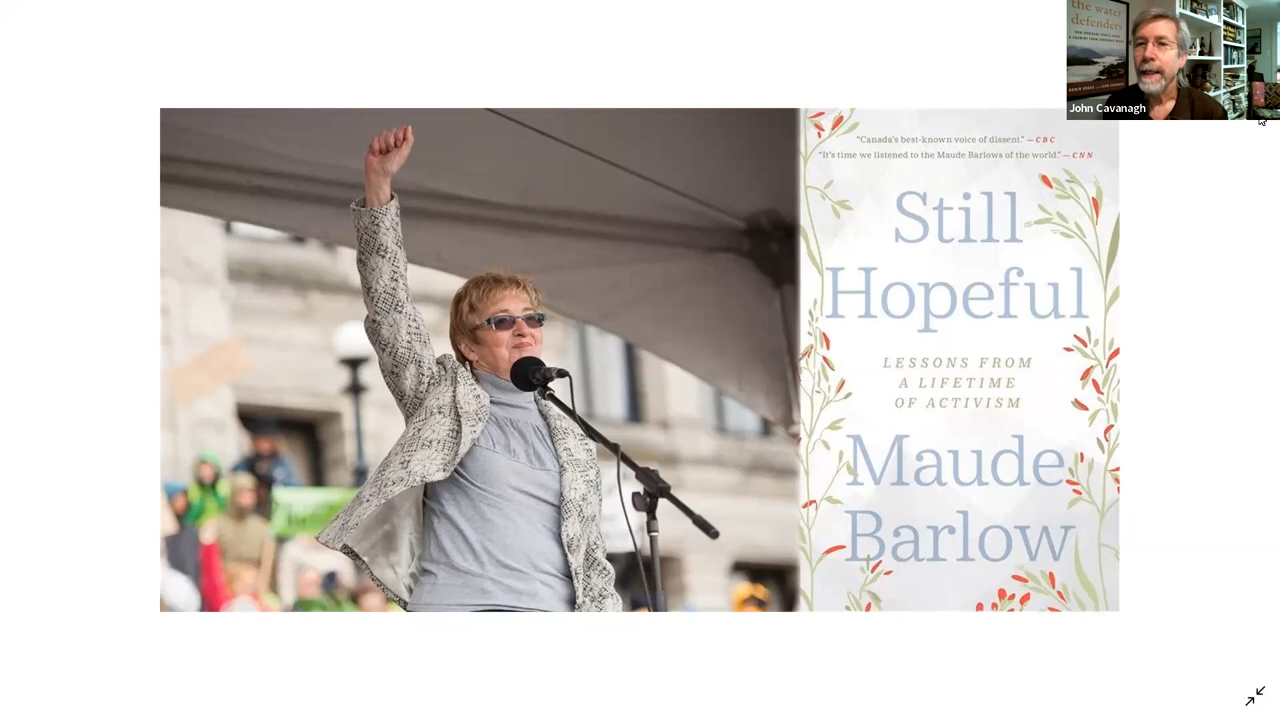 the water
defenders
John Cavanagh
"Canada's best-known voice of dissent." — CBC
"It's time we listened to the Maude Barlows of the world." — CNN
Still
Hopeful
LESSONS FROM
A LIFETIME
OF ACTIVISM
Maude
Barlow